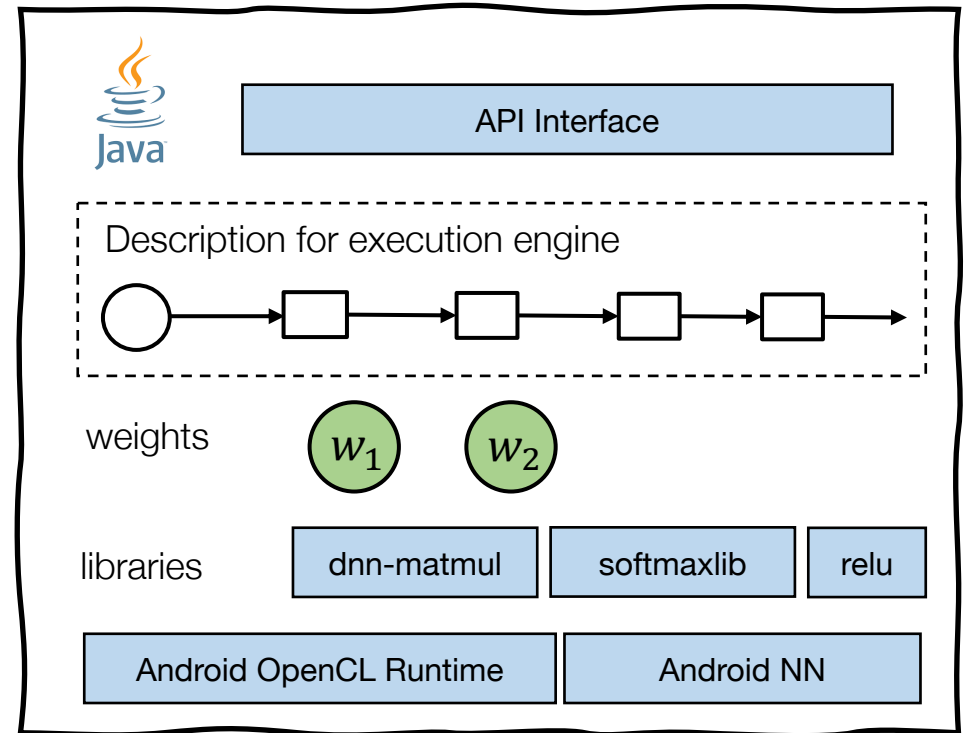 Java
API Interface
Description for execution engine
weights
w₁
w₂
libraries
dnn-matmul
softmaxlib
relu
Android OpenCL Runtime
Android NN